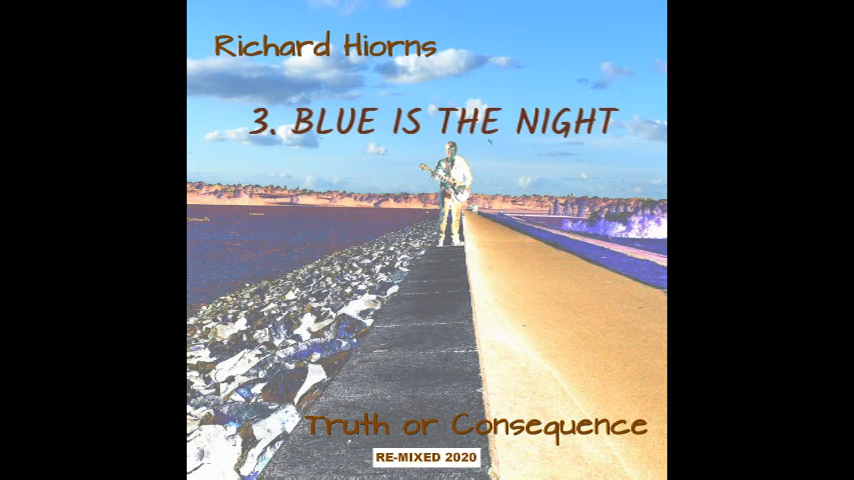 Richard Hiorns
3. BLUE IS THE NIGHT
Truth or Consequence
RE-MIXED 2020